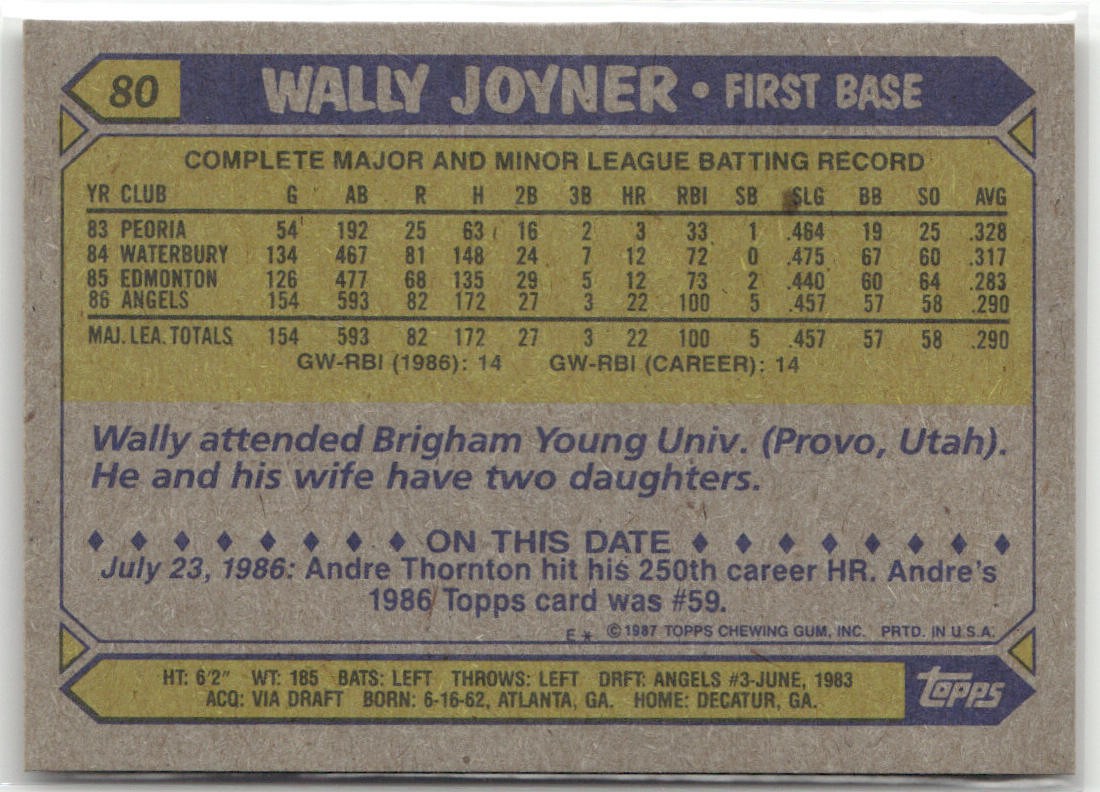 80 WALLY JOYNER • FIRST BASE
COMPLETE MAJOR AND MINOR LEAGUE BATTING RECORD
YR CLUB G AB R H 2B 3B HR RBI SB SLG BB SO AVG
83 PEORIA 54 192 25 63 16 2 3 33 1 .464 19 25 .328
84 WATERBURY 134 467 81 148 24 7 12 72 0 .475 67 60 .317
85 EDMONTON 126 477 68 135 29 5 12 73 2 .440 60 64 .283
86 ANGELS 154 593 82 172 27 3 22 100 5 .457 57 58 .290
MAJ. LEA. TOTALS 154 593 82 172 27 3 22 100 5 .457 57 58 .290
GW-RBI (1986): 14 GW-RBI (CAREER): 14
Wally attended Brigham Young Univ. (Provo, Utah).
He and his wife have two daughters.
♦ ♦ ♦ ♦ ♦ ♦ ♦ ♦ ON THIS DATE ♦ ♦ ♦ ♦ ♦ ♦ ♦ ♦
July 23, 1986: Andre Thornton hit his 250th career HR. Andre's
1986 Topps card was #59.
E* ©1987 TOPPS CHEWING GUM, INC. PRTD. IN U.S.A.
HT: 6'2" WT: 185 BATS: LEFT THROWS: LEFT DRFT: ANGELS #3-JUNE, 1983
ACQ: VIA DRAFT BORN: 6-16-62, ATLANTA, GA. HOME: DECATUR, GA.
topps